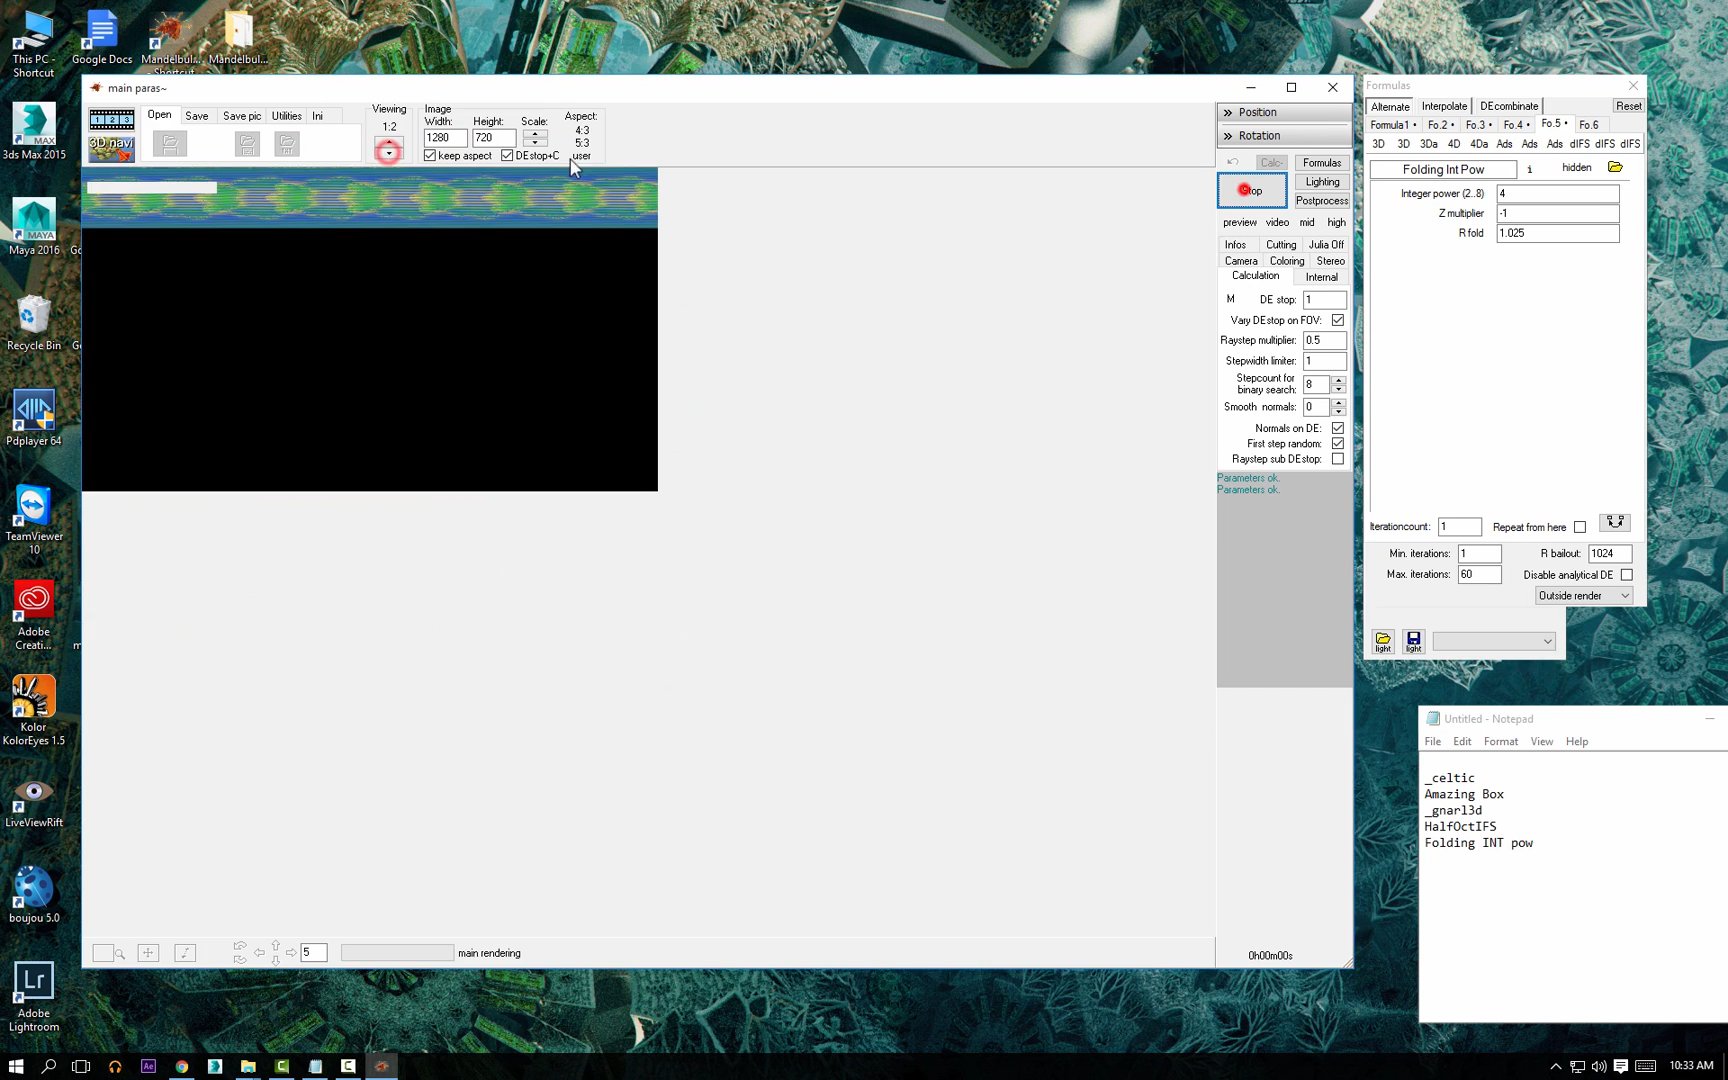 This PC -
Shortcut
Google Docs
Mandelbul...
- Shortcut
Mandelbul...
3ds Max 2015
Maya 2016
Recycle Bin
Pdplayer 64
TeamViewer
10
Adobe
Creati...
Kolor
KolorEyes 1.5
LiveViewRift
boujou 5.0
Adobe
Lightroom
main paras~
3D navi
Open
Save
Save pic
Utilities
Ini
Viewing
1:2
Image
Width:
Height:
Scale:
Aspect:
1280
720
4:3
5:3
user
keep aspect
DEstop+C
Position
Rotation
Calc-
Formulas
Stop
Lighting
Postprocess
preview video mid high
Infos Cutting Julia Off
Camera Coloring Stereo
Calculation Internal
M DE stop: 1
Vary DEstop on FOV:
Raystep multiplier: 0.5
Stepwidth limiter: 1
Stepcount for
binary search: 8
Smooth normals: 0
Normals on DE:
First step random:
Raystep sub DEstop:
Parameters ok.
Parameters ok.
5
main rendering
0h00m00s
Formulas
Alternate Interpolate DEcombinate Reset
Formula1 • Fo.2 • Fo.3 • Fo.4 • Fo.5 • Fo.6
3D 3D 3Da 4D 4Da Ads Ads Ads dIFS dIFS dIFS
Folding Int Pow i hidden
Integer power (2..8) 4
Z multiplier -1
R fold 1.025
Iterationcount: 1 Repeat from here
Min. iterations: 1 R bailout: 1024
Max. iterations: 60 Disable analytical DE
Outside render
light light
Untitled - Notepad
File Edit Format View Help
_celtic
Amazing Box
_gnarl3d
HalfOctIFS
Folding INT pow
10:33 AM